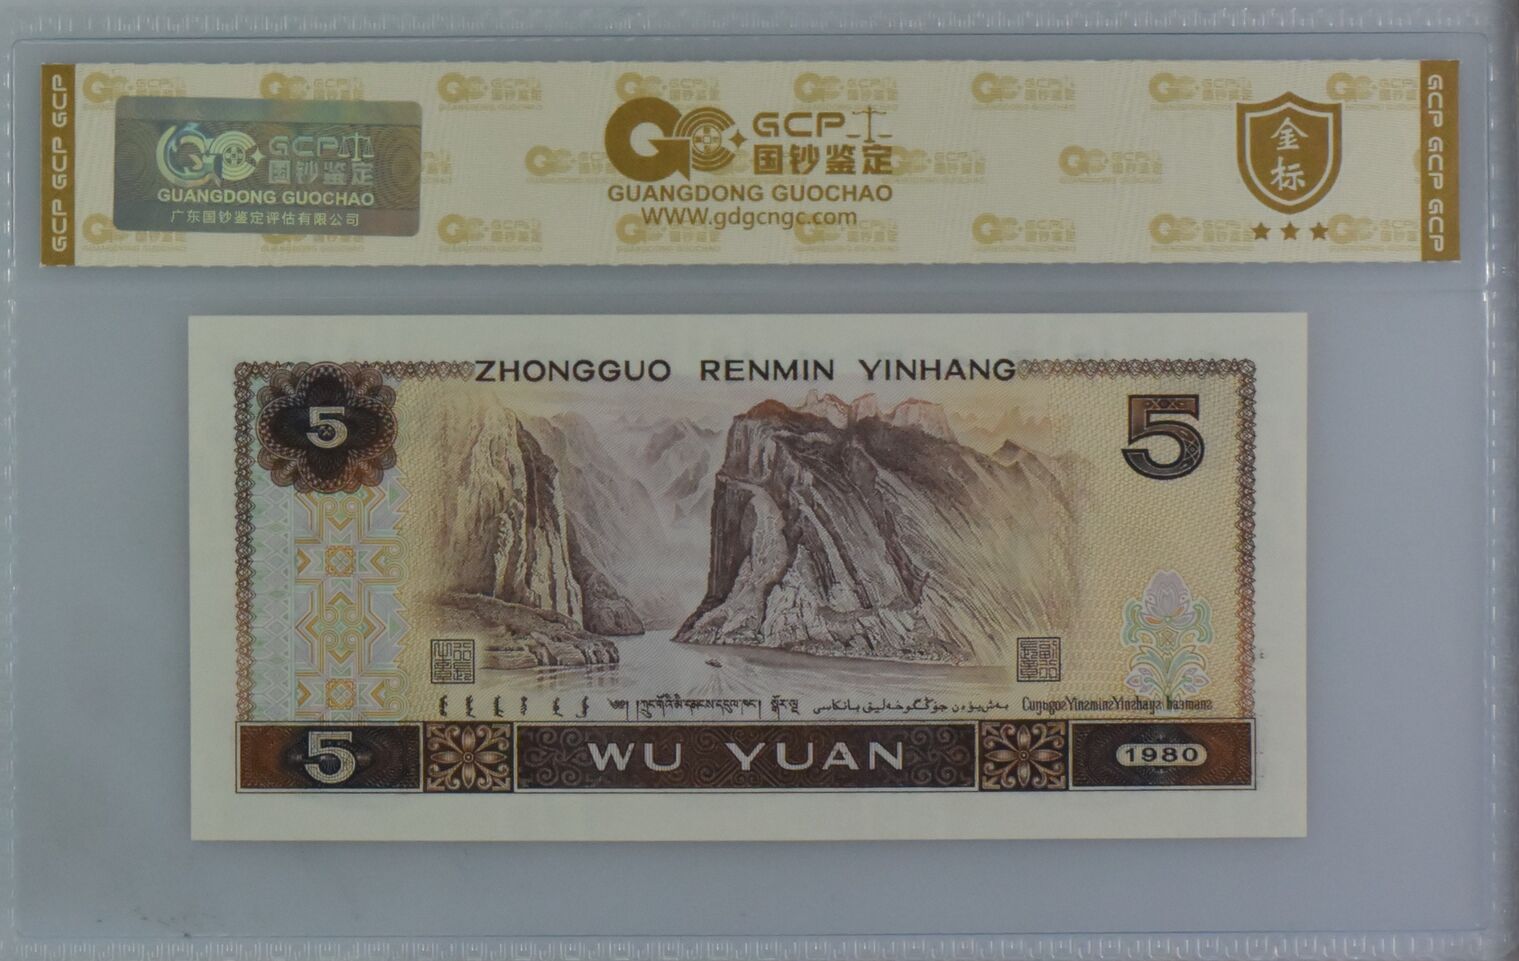 GCP GCP GCP
GCP
国钞鉴定
GUANGDONG GUOCHAO
广东国钞鉴定评估有限公司
GCP
国钞鉴定
GUANGDONG GUOCHAO
WWW.gdgcngc.com
金标
GCP GCP GCP
ZHONGGUO RENMIN YINHANG
5
5
5
WU YUAN
1980